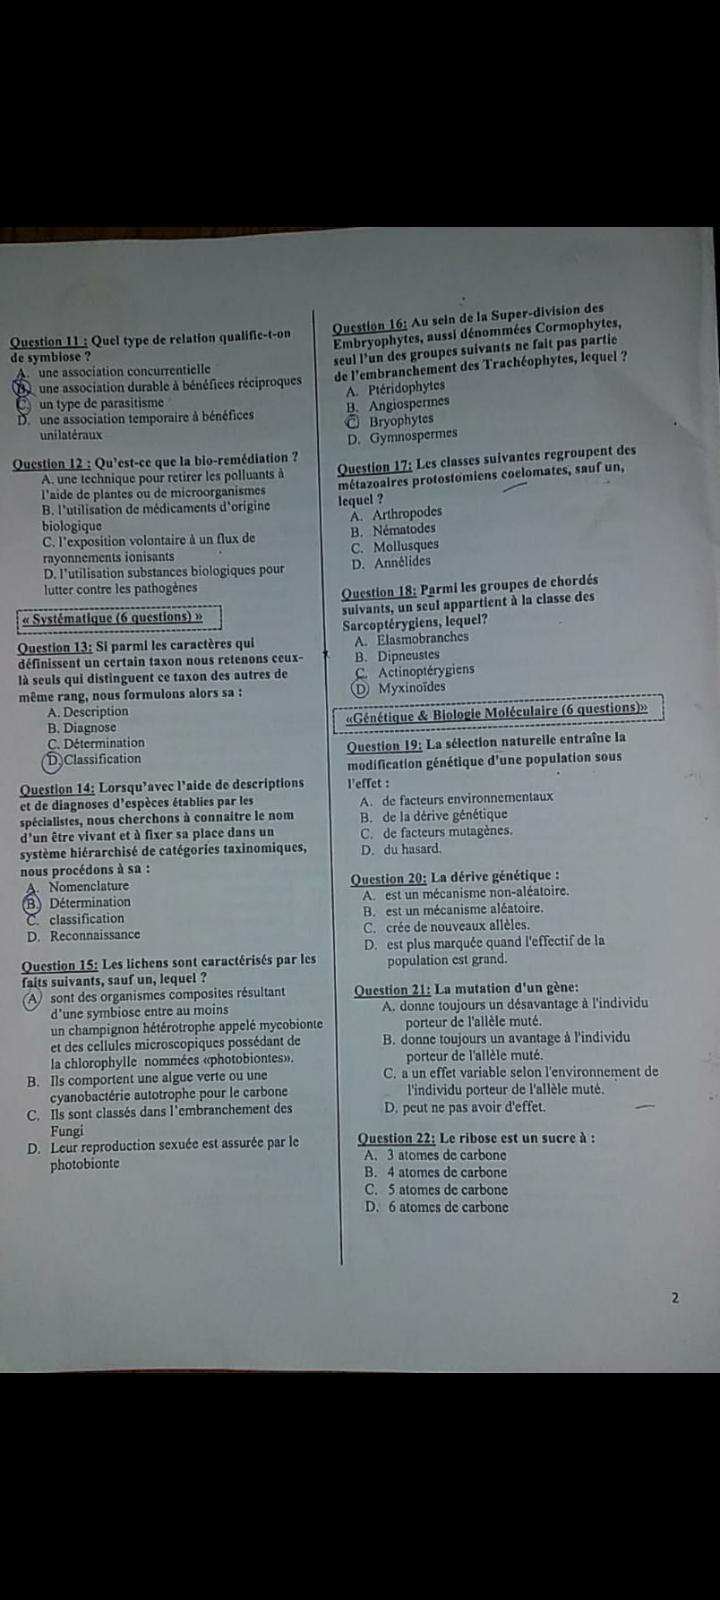 Question 11 : Quel type de relation qualifie-t-on
de symbiose ?
A. une association concurrentielle
B. une association durable à bénéfices réciproques
C. un type de parasitisme
D. une association temporaire à bénéfices
unilatéraux
Question 12 : Qu'est-ce que la bio-remédiation ?
A. une technique pour retirer les polluants à
l'aide de plantes ou de microorganismes
B. l'utilisation de médicaments d'origine
biologique
C. l'exposition volontaire à un flux de
rayonnements ionisants
D. l'utilisation substances biologiques pour
lutter contre les pathogènes
« Systématique (6 questions) »
Question 13: Si parmi les caractères qui
définissent un certain taxon nous retenons ceux-
là seuls qui distinguent ce taxon des autres de
même rang, nous formulons alors sa :
A. Description
B. Diagnose
C. Détermination
D. Classification
Question 14: Lorsqu'avec l'aide de descriptions
et de diagnoses d'espèces établies par les
spécialistes, nous cherchons à connaitre le nom
d'un être vivant et à fixer sa place dans un
système hiérarchisé de catégories taxinomiques,
nous procédons à sa :
A. Nomenclature
B. Détermination
C. classification
D. Reconnaissance
Question 15: Les lichens sont caractérisés par les
faits suivants, sauf un, lequel ?
A sont des organismes composites résultant
d'une symbiose entre au moins
un champignon hétérotrophe appelé mycobionte
et des cellules microscopiques possédant de
la chlorophylle nommées «photobiontes».
B. Ils comportent une algue verte ou une
cyanobactérie autotrophe pour le carbone
C. Ils sont classés dans l'embranchement des
Fungi
D. Leur reproduction sexuée est assurée par le
photobionte
Question 16: Au sein de la Super-division des
Embryophytes, aussi dénommées Cormophytes,
seul l'un des groupes suivants ne fait pas partie
de l'embranchement des Trachéophytes, lequel ?
A. Ptéridophytes
B. Angiospermes
C Bryophytes
D. Gymnospermes
Question 17: Les classes suivantes regroupent des
métazoaires protostomiens coelomates, sauf un,
lequel ?
A. Arthropodes
B. Nématodes
C. Mollusques
D. Annélides
Question 18: Parmi les groupes de chordés
suivants, un seul appartient à la classe des
Sarcoptérygiens, lequel?
A. Elasmobranches
B. Dipneustes
C. Actinoptérygiens
D Myxinoïdes
«Génétique & Biologie Moléculaire (6 questions)»
Question 19: La sélection naturelle entraîne la
modification génétique d'une population sous
l'effet :
A. de facteurs environnementaux
B. de la dérive génétique
C. de facteurs mutagènes.
D. du hasard.
Question 20: La dérive génétique :
A. est un mécanisme non-aléatoire.
B. est un mécanisme aléatoire.
C. crée de nouveaux allèles.
D. est plus marquée quand l'effectif de la
population est grand.
Question 21: La mutation d'un gène:
A. donne toujours un désavantage à l'individu
porteur de l'allèle muté.
B. donne toujours un avantage à l'individu
porteur de l'allèle muté.
C. a un effet variable selon l'environnement de
l'individu porteur de l'allèle muté.
D. peut ne pas avoir d'effet.
Question 22: Le ribose est un sucre à :
A. 3 atomes de carbone
B. 4 atomes de carbone
C. 5 atomes de carbone
D. 6 atomes de carbone
2